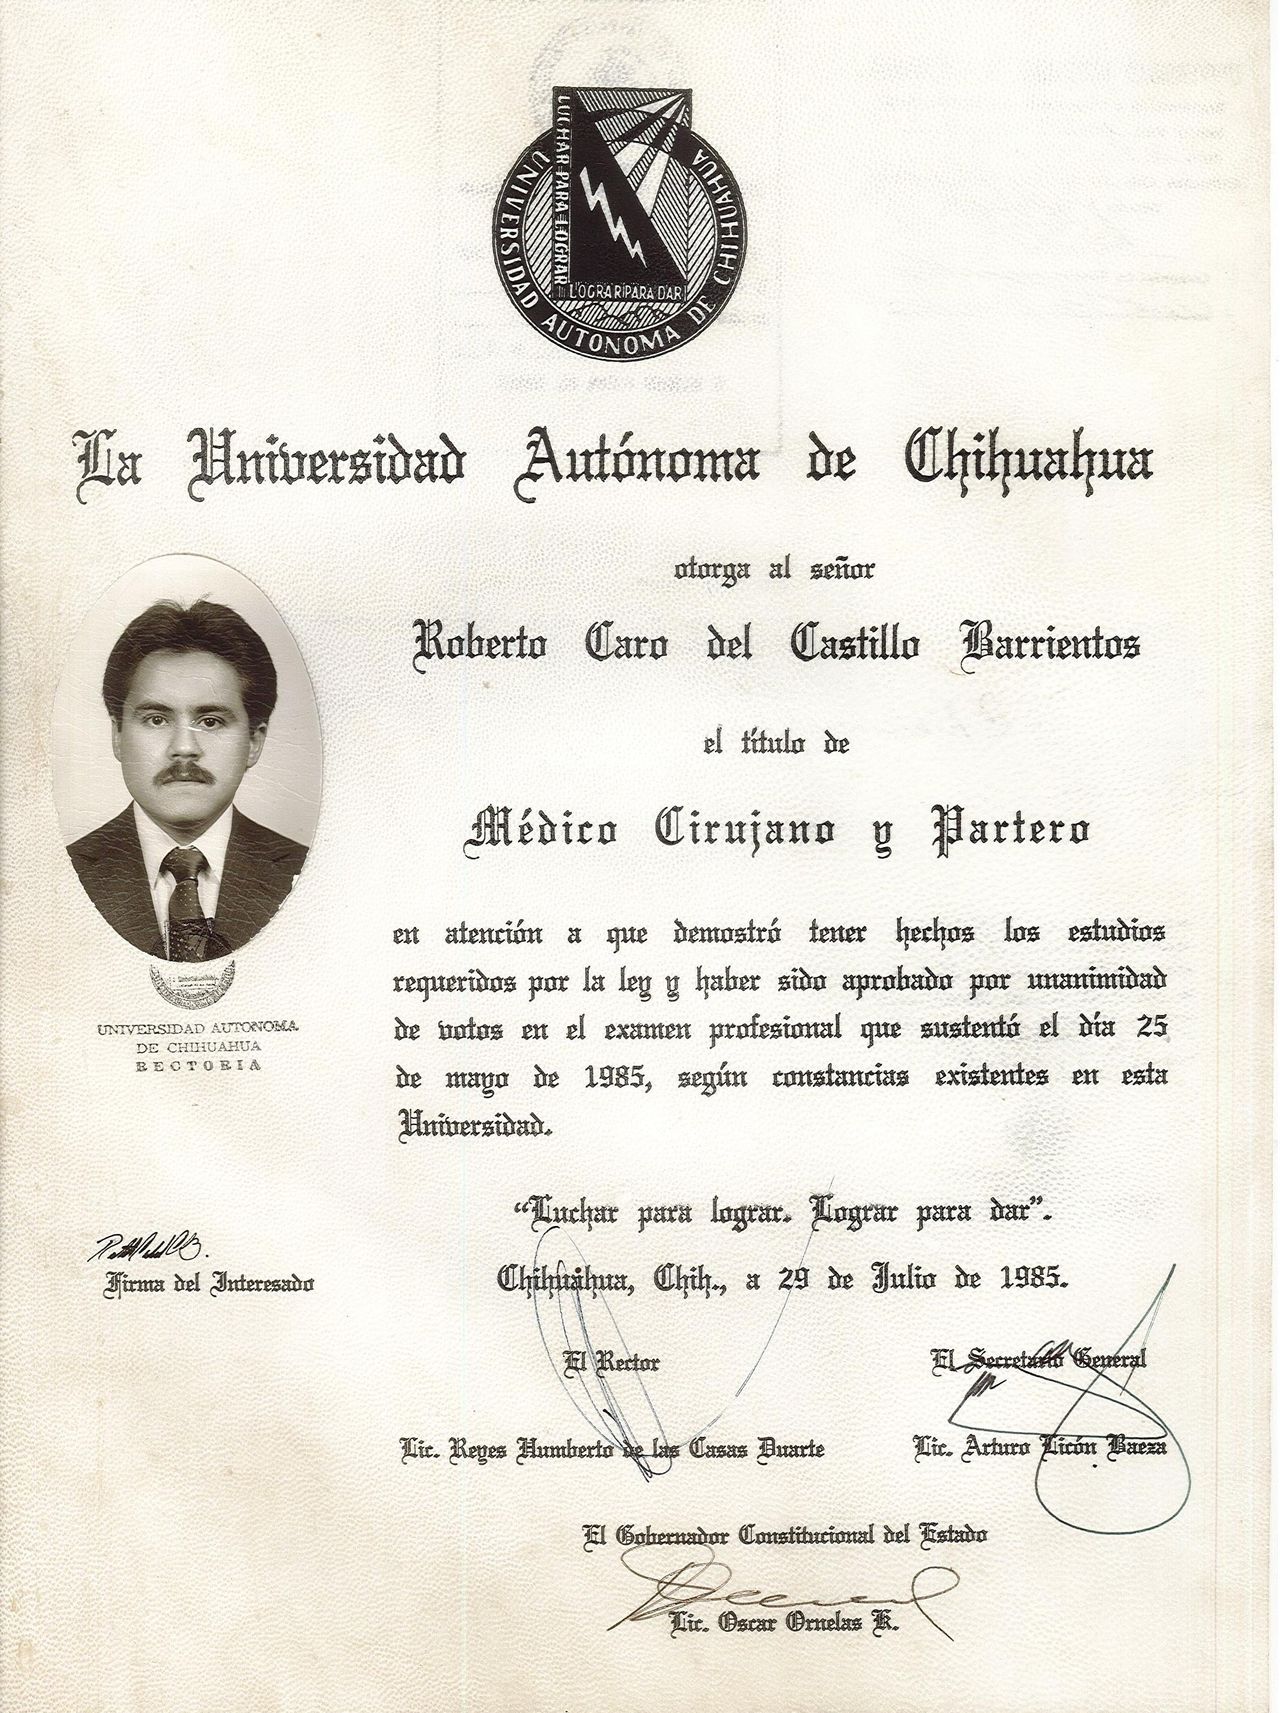 LUCHAR PARA LOGRAR
LOGRAR PARA DAR
UNIVERSIDAD AUTONOMA DE CHIHUAHUA
La Universidad Autónoma de Chihuahua
otorga al señor
Roberto Caro del Castillo Barrientos
el título de
Médico Cirujano y Partero
en atención a que demostró tener hechos los estudios
requeridos por la ley y haber sido aprobado por unanimidad
de votos en el examen profesional que sustentó el día 25
de mayo de 1985, según constancias existentes en esta
Universidad.
UNIVERSIDAD AUTONOMA
DE CHIHUAHUA
RECTORIA
"Luchar para lograr. Lograr para dar".
Firma del Interesado
Chihuahua, Chih., a 29 de Julio de 1985.
El Rector
El Secretario General
Lic. Reyes Humberto de las Casas Duarte
Lic. Arturo Licón Baeza
El Gobernador Constitucional del Estado
Lic. Oscar Ornelas K.